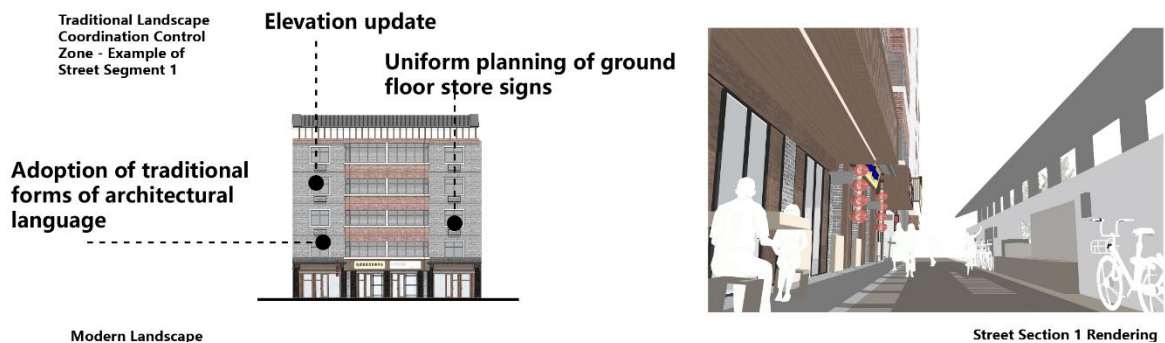 Traditional Landscape
Coordination Control
Zone - Example of
Street Segment 1
Elevation update
Uniform planning of ground
floor store signs
Adoption of traditional
forms of architectural
language
Modern Landscape
Street Section 1 Rendering